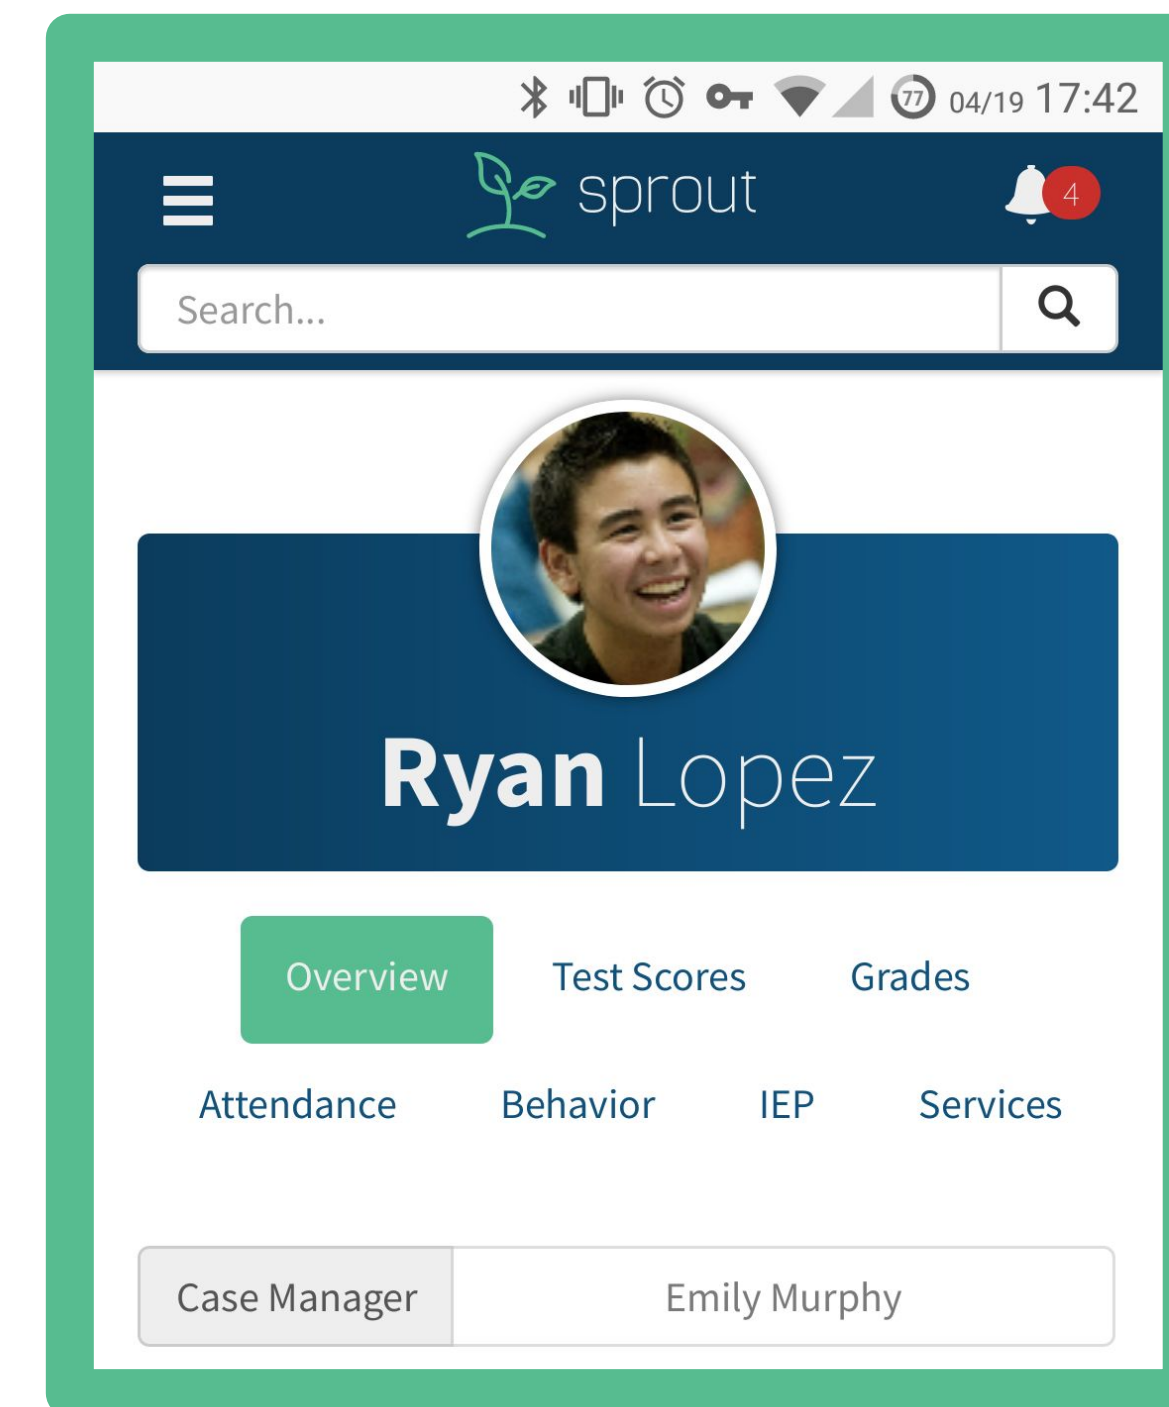 77 04/19 17:42
sprout
4
Search...
Ryan Lopez
Overview Test Scores Grades
Attendance Behavior IEP Services
Case Manager Emily Murphy